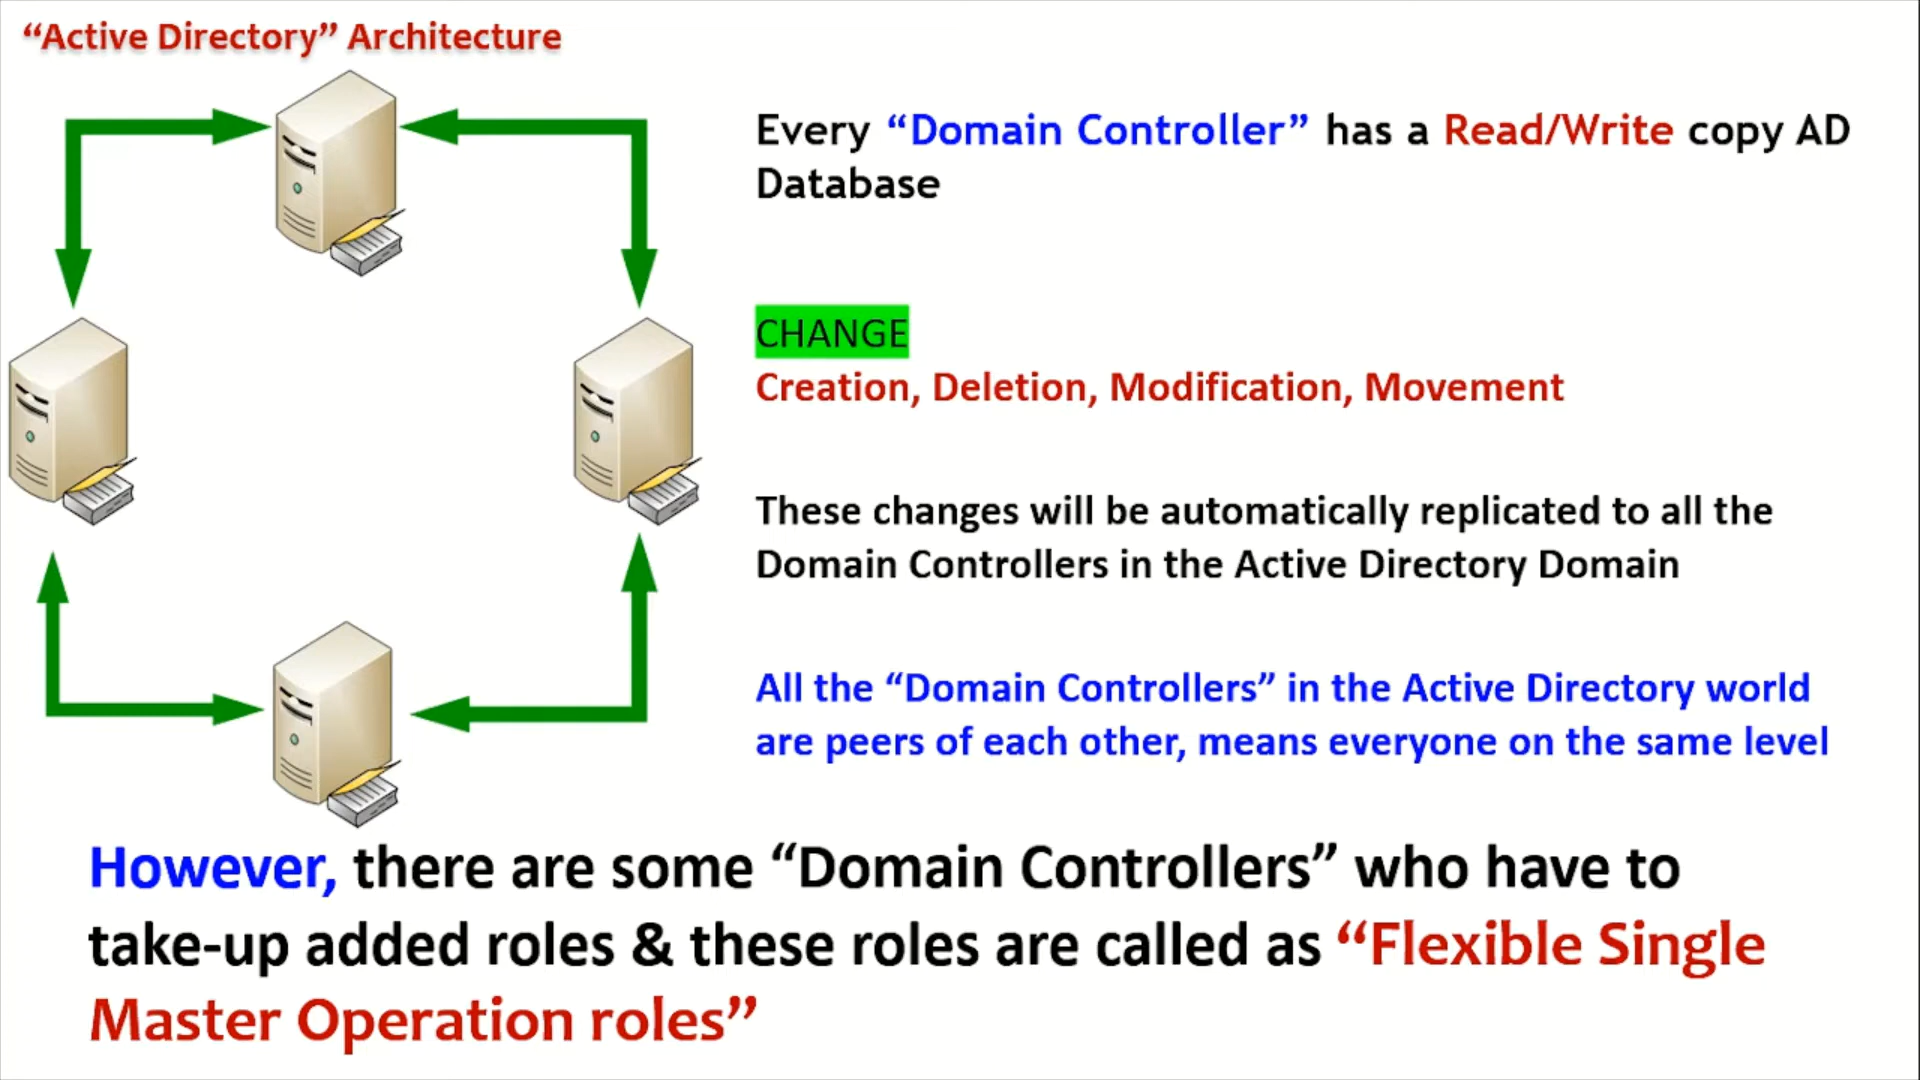 “Active Directory” Architecture
Every “Domain Controller” has a Read/Write copy AD
Database
CHANGE
Creation, Deletion, Modification, Movement
These changes will be automatically replicated to all the
Domain Controllers in the Active Directory Domain
All the “Domain Controllers” in the Active Directory world
are peers of each other, means everyone on the same level
However, there are some “Domain Controllers” who have to
take-up added roles & these roles are called as “Flexible Single
Master Operation roles”